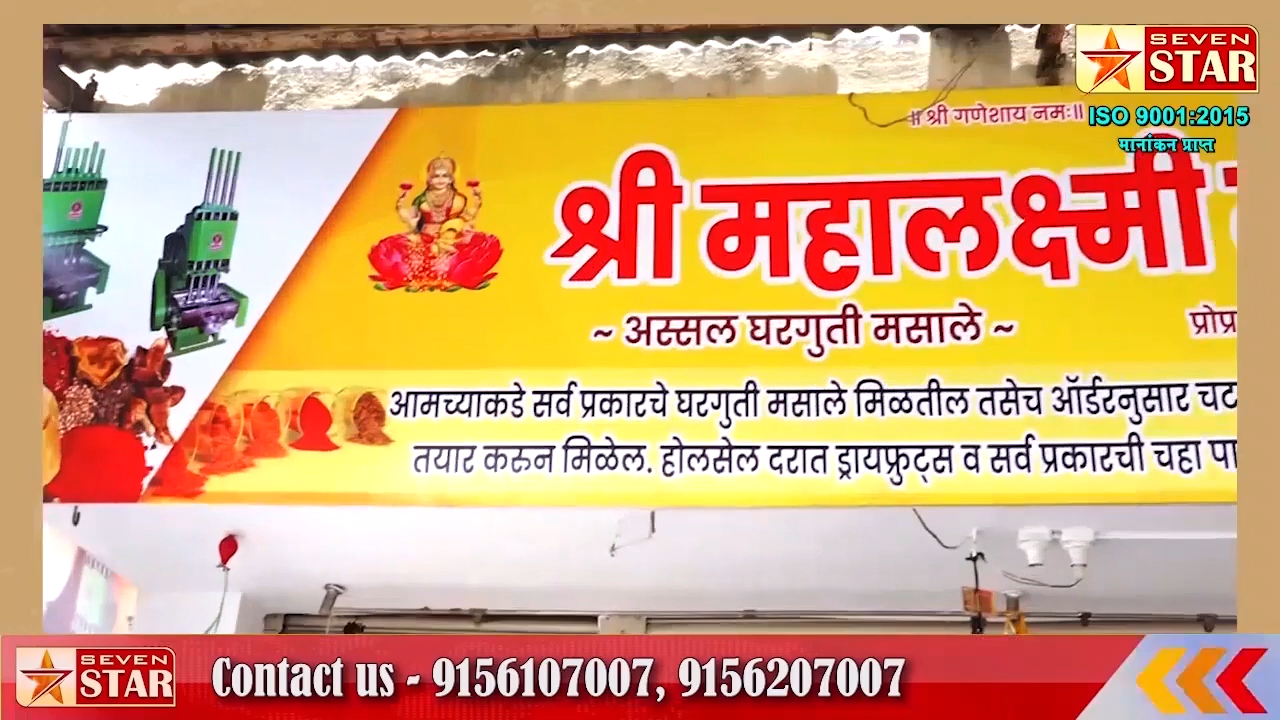 SEVEN
STAR
ISO 9001:2015
मानांकन प्राप्त
॥ श्री गणेशाय नमः॥
श्री महालक्ष्मी
~ अस्सल घरगुती मसाले ~
आमच्याकडे सर्व प्रकारचे घरगुती मसाले मिळतील तसेच ऑर्डरनुसार
तयार करुन मिळेल. होलसेल दरात ड्रायफ्रुट्स व सर्व प्रकारची चहा
SEVEN
STAR
Contact us - 9156107007, 9156207007